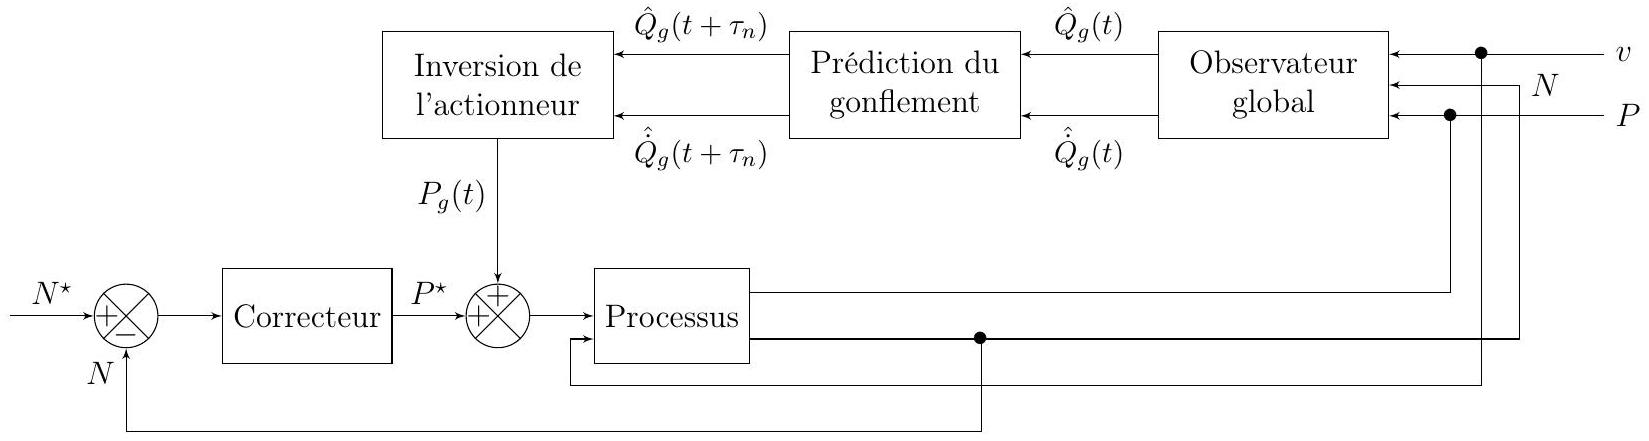 Q̂_g(t + τ_n)
Q̂_g(t)
Inversion de
l'actionneur
Prédiction du
gonflement
Observateur
global
v
N
P
Q̇̂_g(t + τ_n)
Q̇̂_g(t)
P_g(t)
N⋆
+
−
Correcteur
P⋆
+
+
Processus
N